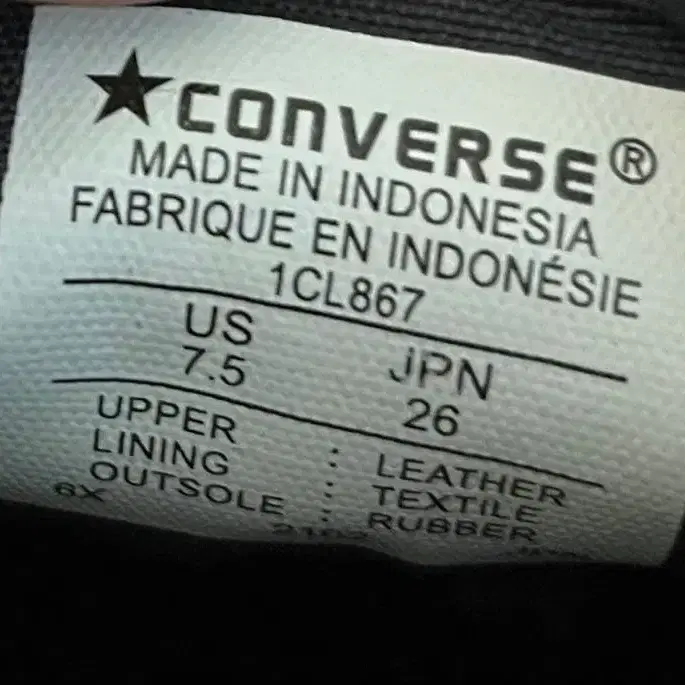 ★CONVERSE®
MADE IN INDONESIA
FABRIQUE EN INDONÉSIE
1CL867
US JPN
7.5 26
UPPER : LEATHER
LINING : TEXTILE
OUTSOLE : RUBBER
6X